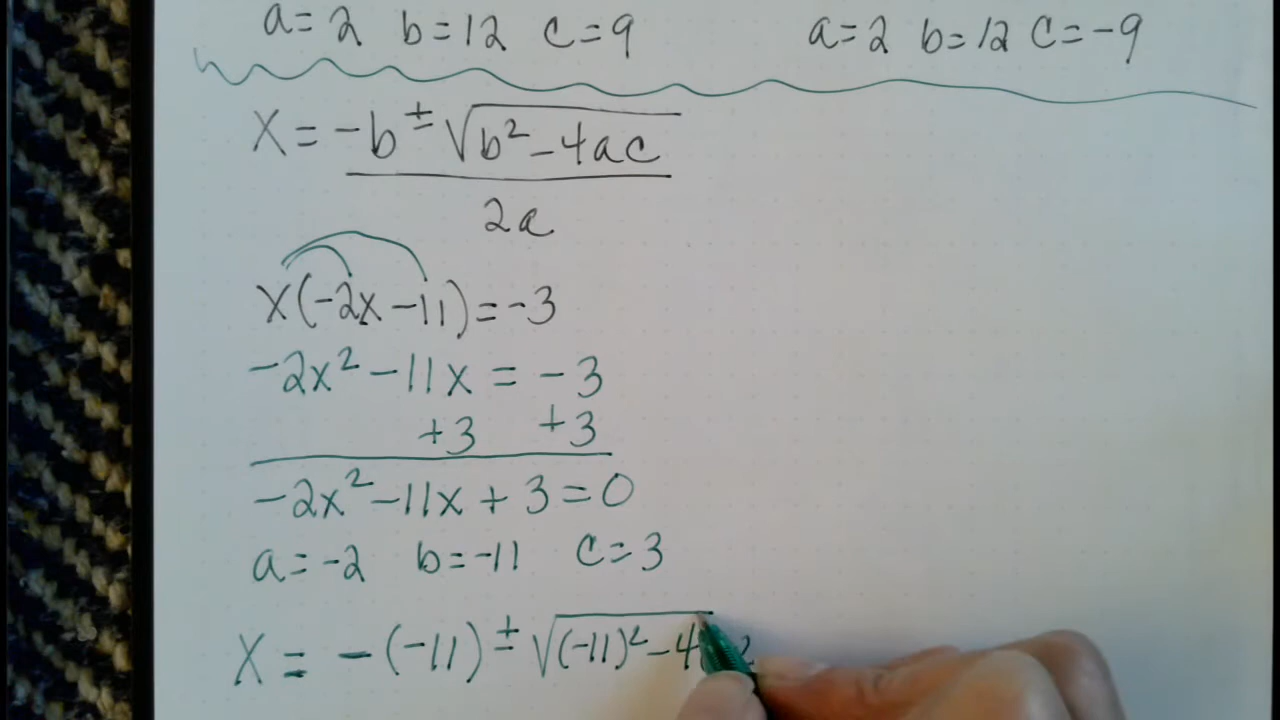 a=2 b=12 c=9 a=2 b=12 c=-9
x = -b ± √b²-4ac
2a
x(-2x-11)=-3
-2x²-11x = -3
+3 +3
-2x²-11x+3=0
a=-2 b=-11 c=3
x = -(-11) ± √(-11)²-4